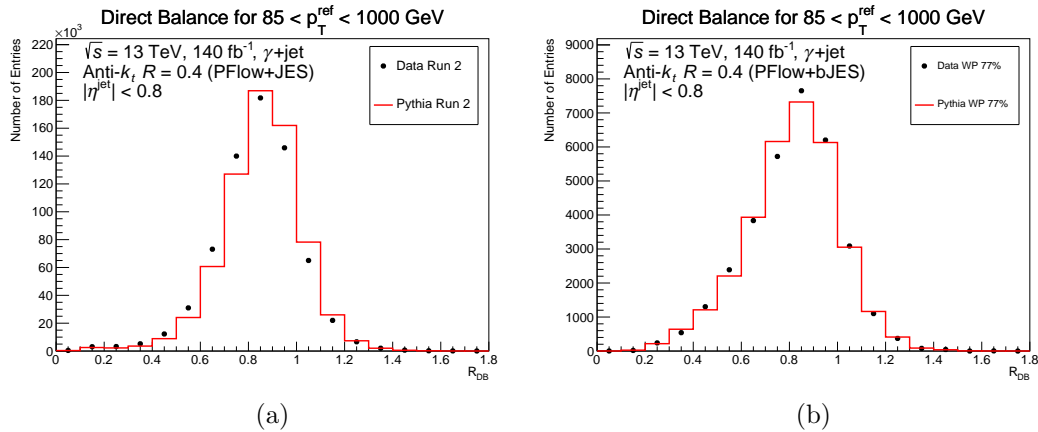 Direct Balance for 85 < p_T^ref < 1000 GeV
×10³
√s = 13 TeV, 140 fb⁻¹, γ+jet
Anti-k_t R = 0.4 (PFlow+JES)
|η^jet| < 0.8
Data Run 2
Pythia Run 2
Number of Entries
220
200
180
160
140
120
100
80
60
40
20
0
0 0.2 0.4 0.6 0.8 1 1.2 1.4 1.6 1.8
R_DB
(a)
Direct Balance for 85 < p_T^ref < 1000 GeV
√s = 13 TeV, 140 fb⁻¹, γ+jet
Anti-k_t R = 0.4 (PFlow+bJES)
|η^jet| < 0.8
Data WP 77%
Pythia WP 77%
Number of Entries
9000
8000
7000
6000
5000
4000
3000
2000
1000
0
0 0.2 0.4 0.6 0.8 1 1.2 1.4 1.6 1.8
R_DB
(b)